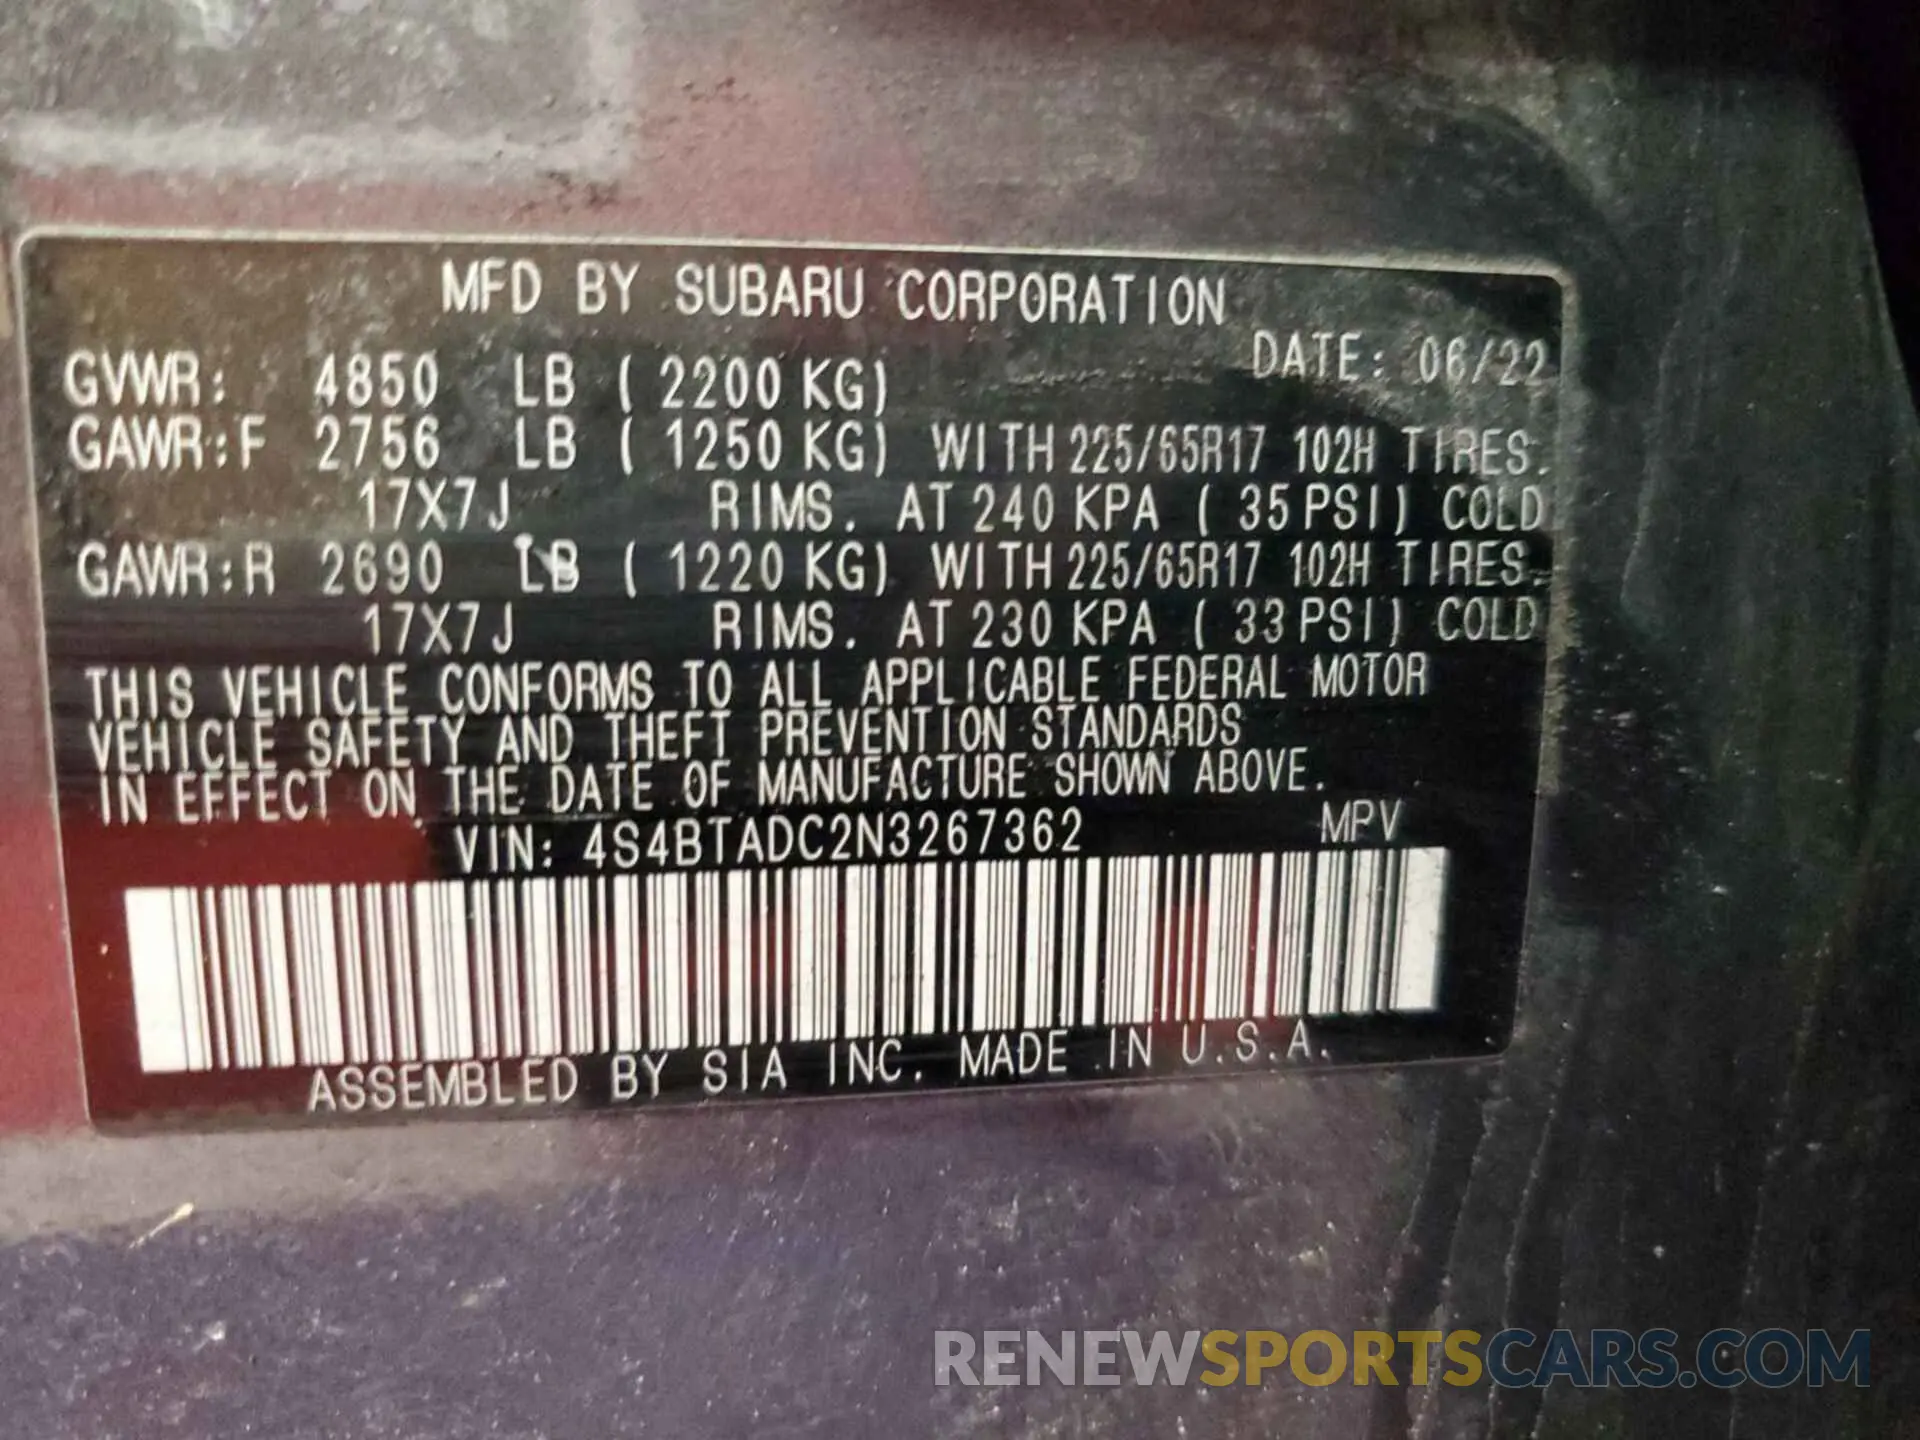 MFD BY SUBARU CORPORATION
DATE: 06/22
GVWR: 4850 LB ( 2200 KG)
GAWR:F 2756 LB ( 1250 KG) WITH 225/65R17 102H TIRES.
17X7J RIMS. AT 240 KPA ( 35 PSI) COLD
GAWR:R 2690 LB ( 1220 KG) WITH 225/65R17 102H TIRES.
17X7J RIMS. AT 230 KPA ( 33 PSI) COLD
THIS VEHICLE CONFORMS TO ALL APPLICABLE FEDERAL MOTOR
VEHICLE SAFETY AND THEFT PREVENTION STANDARDS
IN EFFECT ON THE DATE OF MANUFACTURE SHOWN ABOVE.
VIN: 4S4BTADC2N3267362 MPV
ASSEMBLED BY SIA INC. MADE IN U.S.A.
RENEWSPORTSCARS.COM